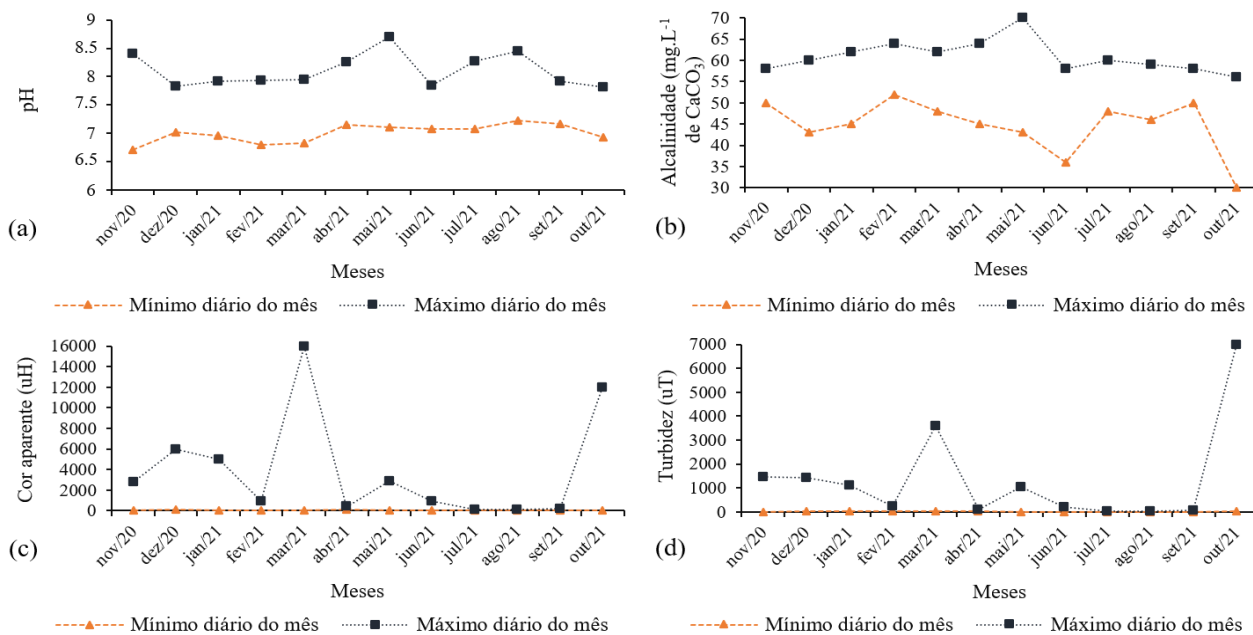 9
8.5
8
7.5
7
6.5
6
pH
nov/20
dez/20
jan/21
fev/21
mar/21
abr/21
mai/21
jun/21
jul/21
ago/21
set/21
out/21
(a)
Meses
Mínimo diário do mês
Máximo diário do mês
70
65
60
55
50
45
40
35
30
Alcalinidade (mg.L⁻¹
de CaCO₃)
nov/20
dez/20
jan/21
fev/21
mar/21
abr/21
mai/21
jun/21
jul/21
ago/21
set/21
out/21
(b)
Meses
Mínimo diário do mês
Máximo diário do mês
16000
14000
12000
10000
8000
6000
4000
2000
0
Cor aparente (uH)
nov/20
dez/20
jan/21
fev/21
mar/21
abr/21
mai/21
jun/21
jul/21
ago/21
set/21
out/21
(c)
Meses
Mínimo diário do mês
Máximo diário do mês
7000
6000
5000
4000
3000
2000
1000
0
Turbidez (uT)
nov/20
dez/20
jan/21
fev/21
mar/21
abr/21
mai/21
jun/21
jul/21
ago/21
set/21
out/21
(d)
Meses
Mínimo diário do mês
Máximo diário do mês